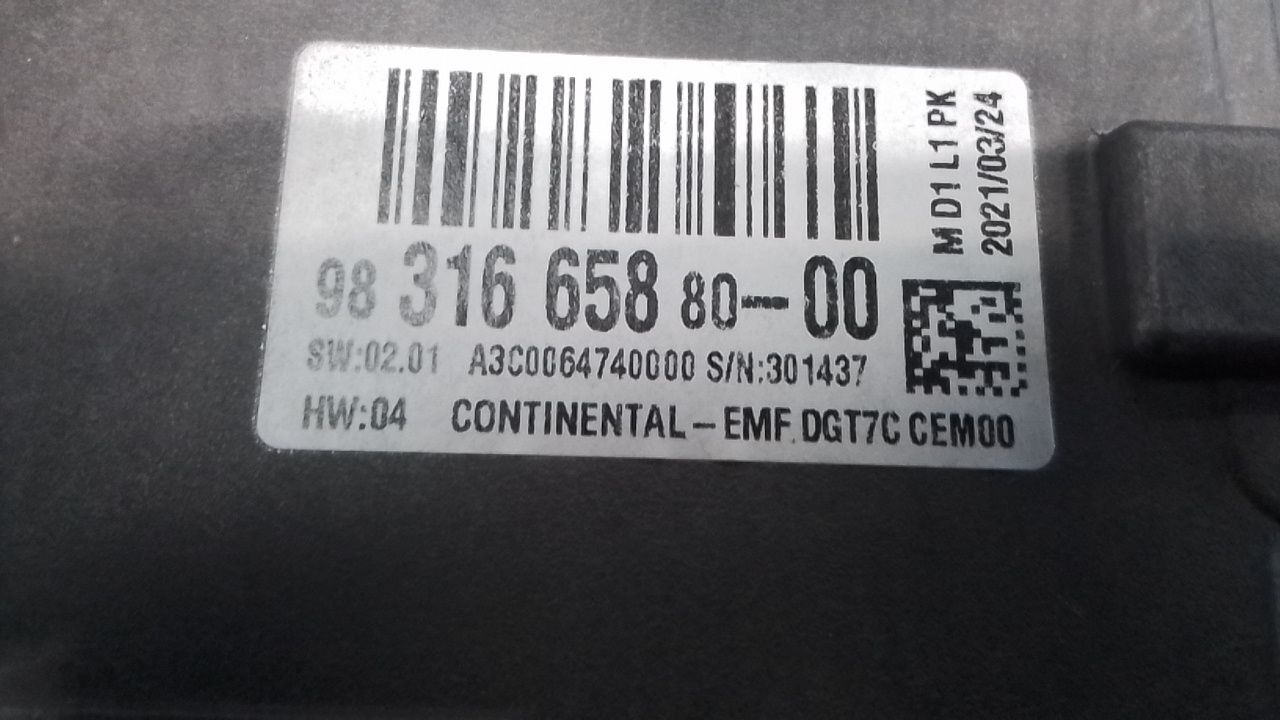 98 316 658 80-00
SW:02.01 A3C0064740000 S/N:301437
HW:04 CONTINENTAL-EMF DGT7C CEM00
M D1 L1 PK
2021/03/24